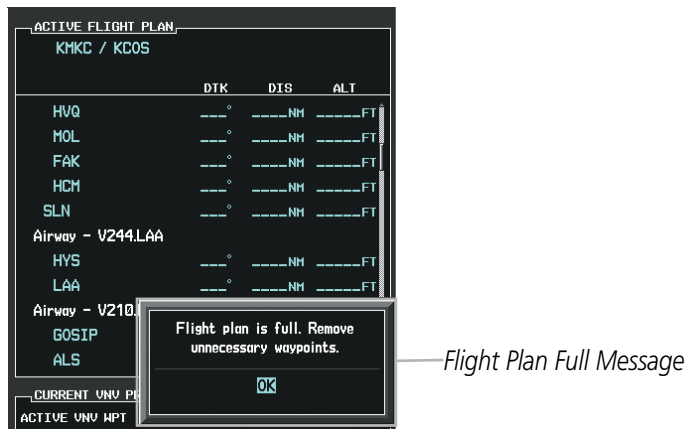 ACTIVE FLIGHT PLAN
KMKC / KCOS
DTK DIS ALT
HVQ ___° ____NM _____FT
MOL ___° ____NM _____FT
FAK ___° ____NM _____FT
HCM ___° ____NM _____FT
SLN ___° ____NM _____FT
Airway - V244.LAA
HYS ___° ____NM _____FT
LAA ___° ____NM _____FT
Airway - V210.
GOSIP
ALS
Flight plan is full. Remove
unnecessary waypoints.
OK
Flight Plan Full Message
CURRENT VNV
ACTIVE VNV WPT